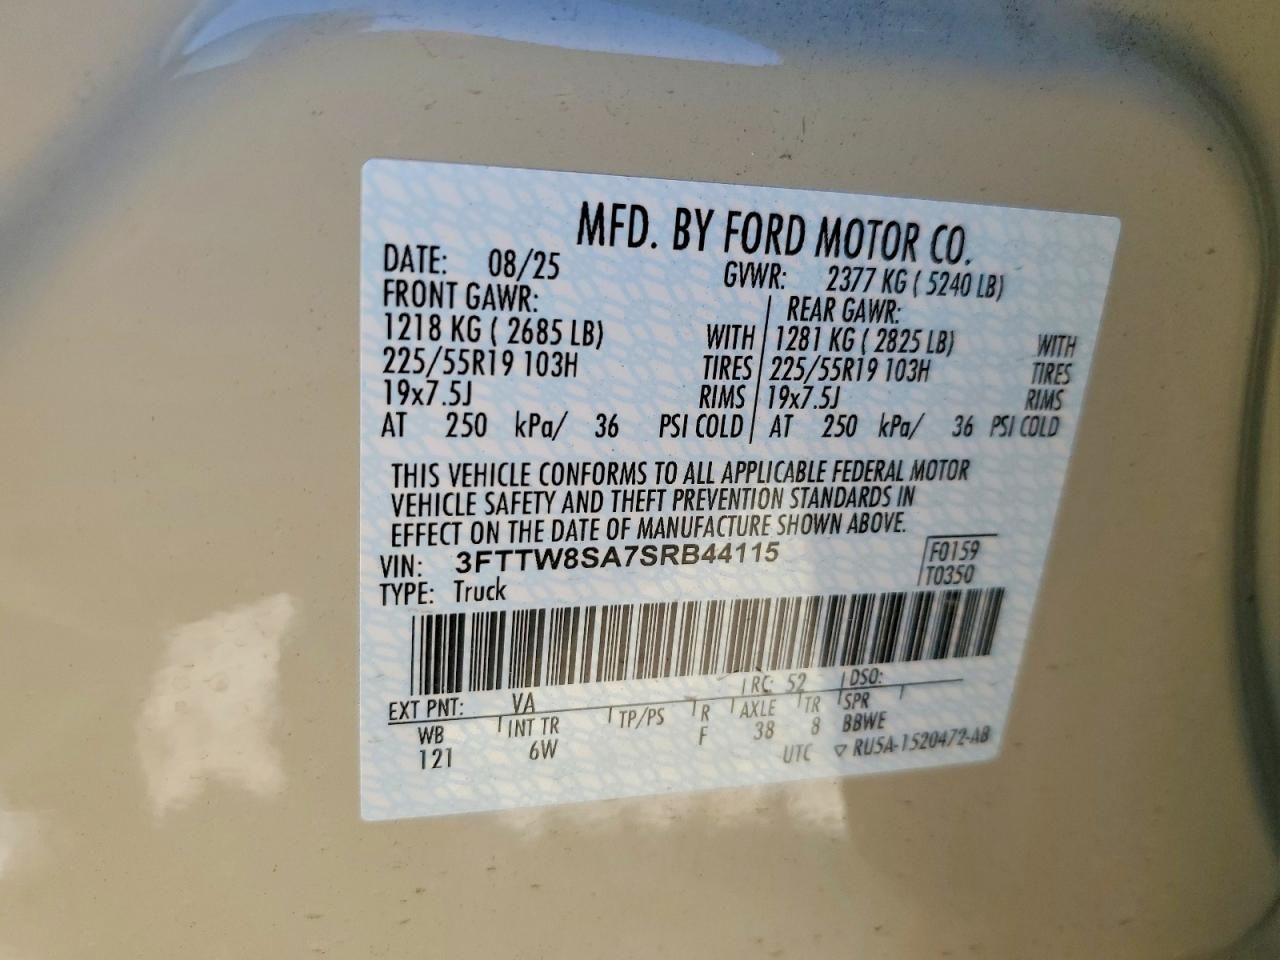 MFD. BY FORD MOTOR CO.
DATE: 08/25 GVWR: 2377 KG ( 5240 LB)
FRONT GAWR: REAR GAWR:
1218 KG ( 2685 LB) WITH 1281 KG ( 2825 LB) WITH
225/55R19 103H TIRES 225/55R19 103H TIRES
19x7.5J RIMS 19x7.5J RIMS
AT 250 kPa/ 36 PSI COLD AT 250 kPa/ 36 PSI COLD
THIS VEHICLE CONFORMS TO ALL APPLICABLE FEDERAL MOTOR
VEHICLE SAFETY AND THEFT PREVENTION STANDARDS IN
EFFECT ON THE DATE OF MANUFACTURE SHOWN ABOVE.
VIN: 3FTTW8SA7SRB44115 F0159
TYPE: Truck T0350
EXT PNT: VA RC: 52 DSO:
WB INT TR TP/PS R AXLE TR SPR
121 6W F 38 8 BBWE
UTC ▽ RU5A-1520472-AB